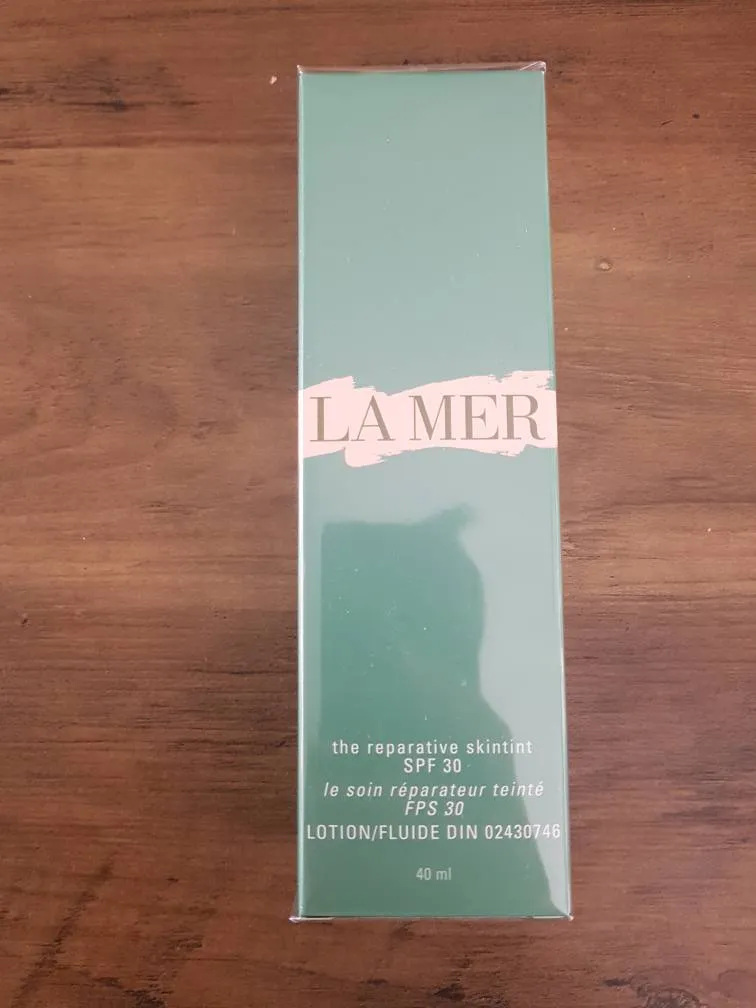 LA MER
the reparative skintint
SPF 30
le soin réparateur teinté
FPS 30
LOTION/FLUIDE DIN 02430746
40 ml